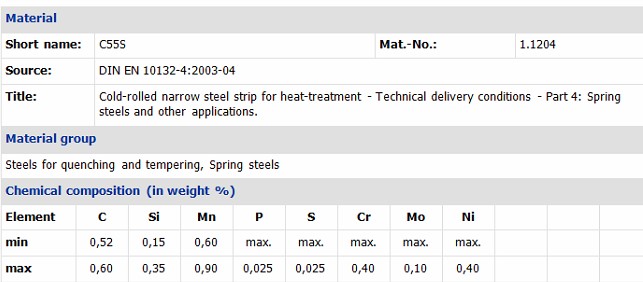 Material
Short name: C55S Mat.-No.: 1.1204
Source: DIN EN 10132-4:2003-04
Title: Cold-rolled narrow steel strip for heat-treatment - Technical delivery conditions - Part 4: Spring
steels and other applications.
Material group
Steels for quenching and tempering, Spring steels
Chemical composition (in weight %)
Element C Si Mn P S Cr Mo Ni
min 0,52 0,15 0,60 max. max. max. max. max.
max 0,60 0,35 0,90 0,025 0,025 0,40 0,10 0,40